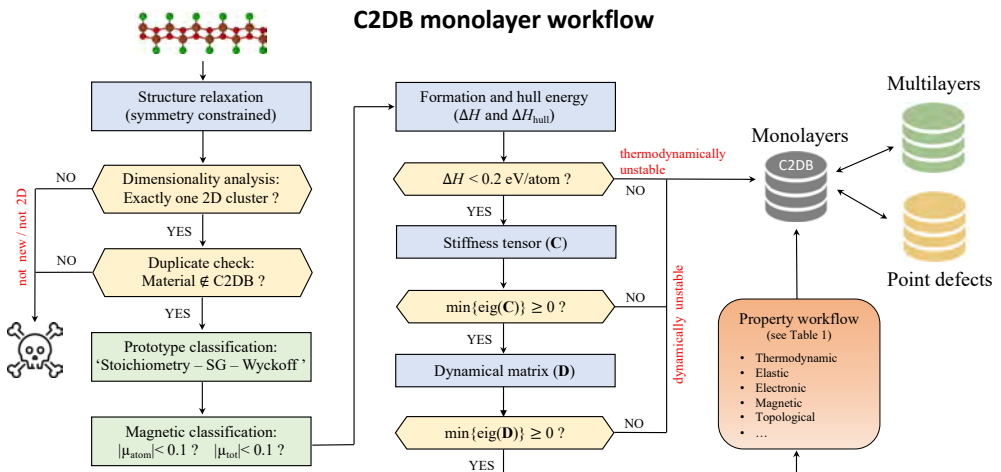 C2DB monolayer workflow
Structure relaxation
(symmetry constrained)
NO
Dimensionality analysis:
Exactly one 2D cluster ?
not new / not 2D
YES
NO
Duplicate check:
Material ∉ C2DB ?
YES
Prototype classification:
‘Stoichiometry – SG – Wyckoff ’
Magnetic classification:
|μatom|< 0.1 ? |μtot|< 0.1 ?
Formation and hull energy
(ΔH and ΔHhull)
thermodynamically
unstable
ΔH < 0.2 eV/atom ?
NO
YES
Stiffness tensor (C)
min{eig(C)} ≥ 0 ?
NO
dynamically unstable
YES
Dynamical matrix (D)
min{eig(D)} ≥ 0 ?
NO
YES
Monolayers
C2DB
Multilayers
Point defects
Property workflow
(see Table 1)
• Thermodynamic
• Elastic
• Electronic
• Magnetic
• Topological
• …